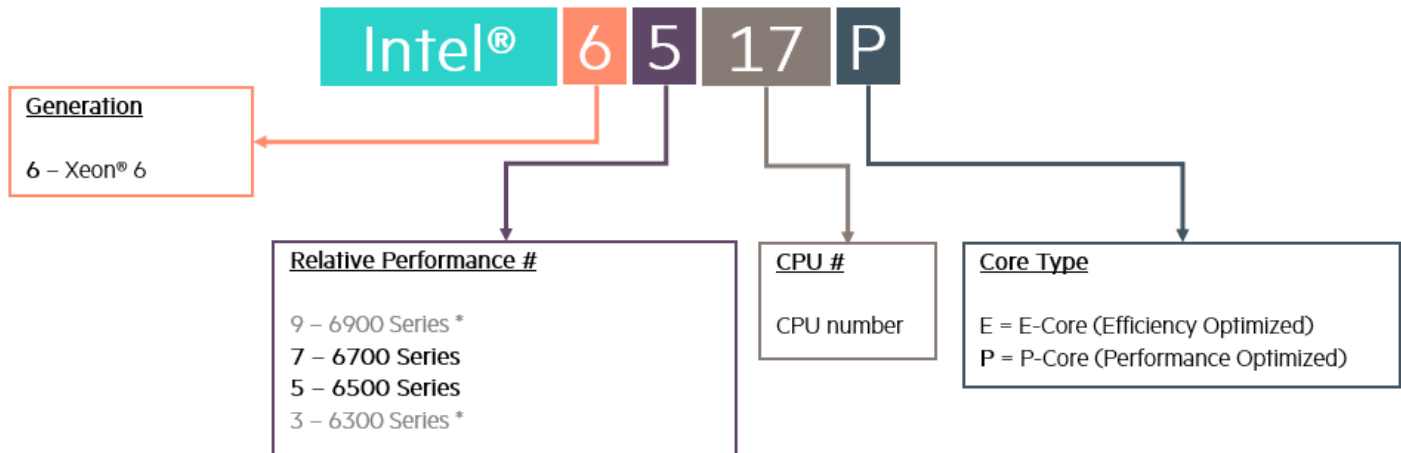 Intel® 6 5 17 P
Generation
6 – Xeon® 6
Relative Performance #
9 – 6900 Series *
7 – 6700 Series
5 – 6500 Series
3 – 6300 Series *
CPU #
CPU number
Core Type
E = E-Core (Efficiency Optimized)
P = P-Core (Performance Optimized)